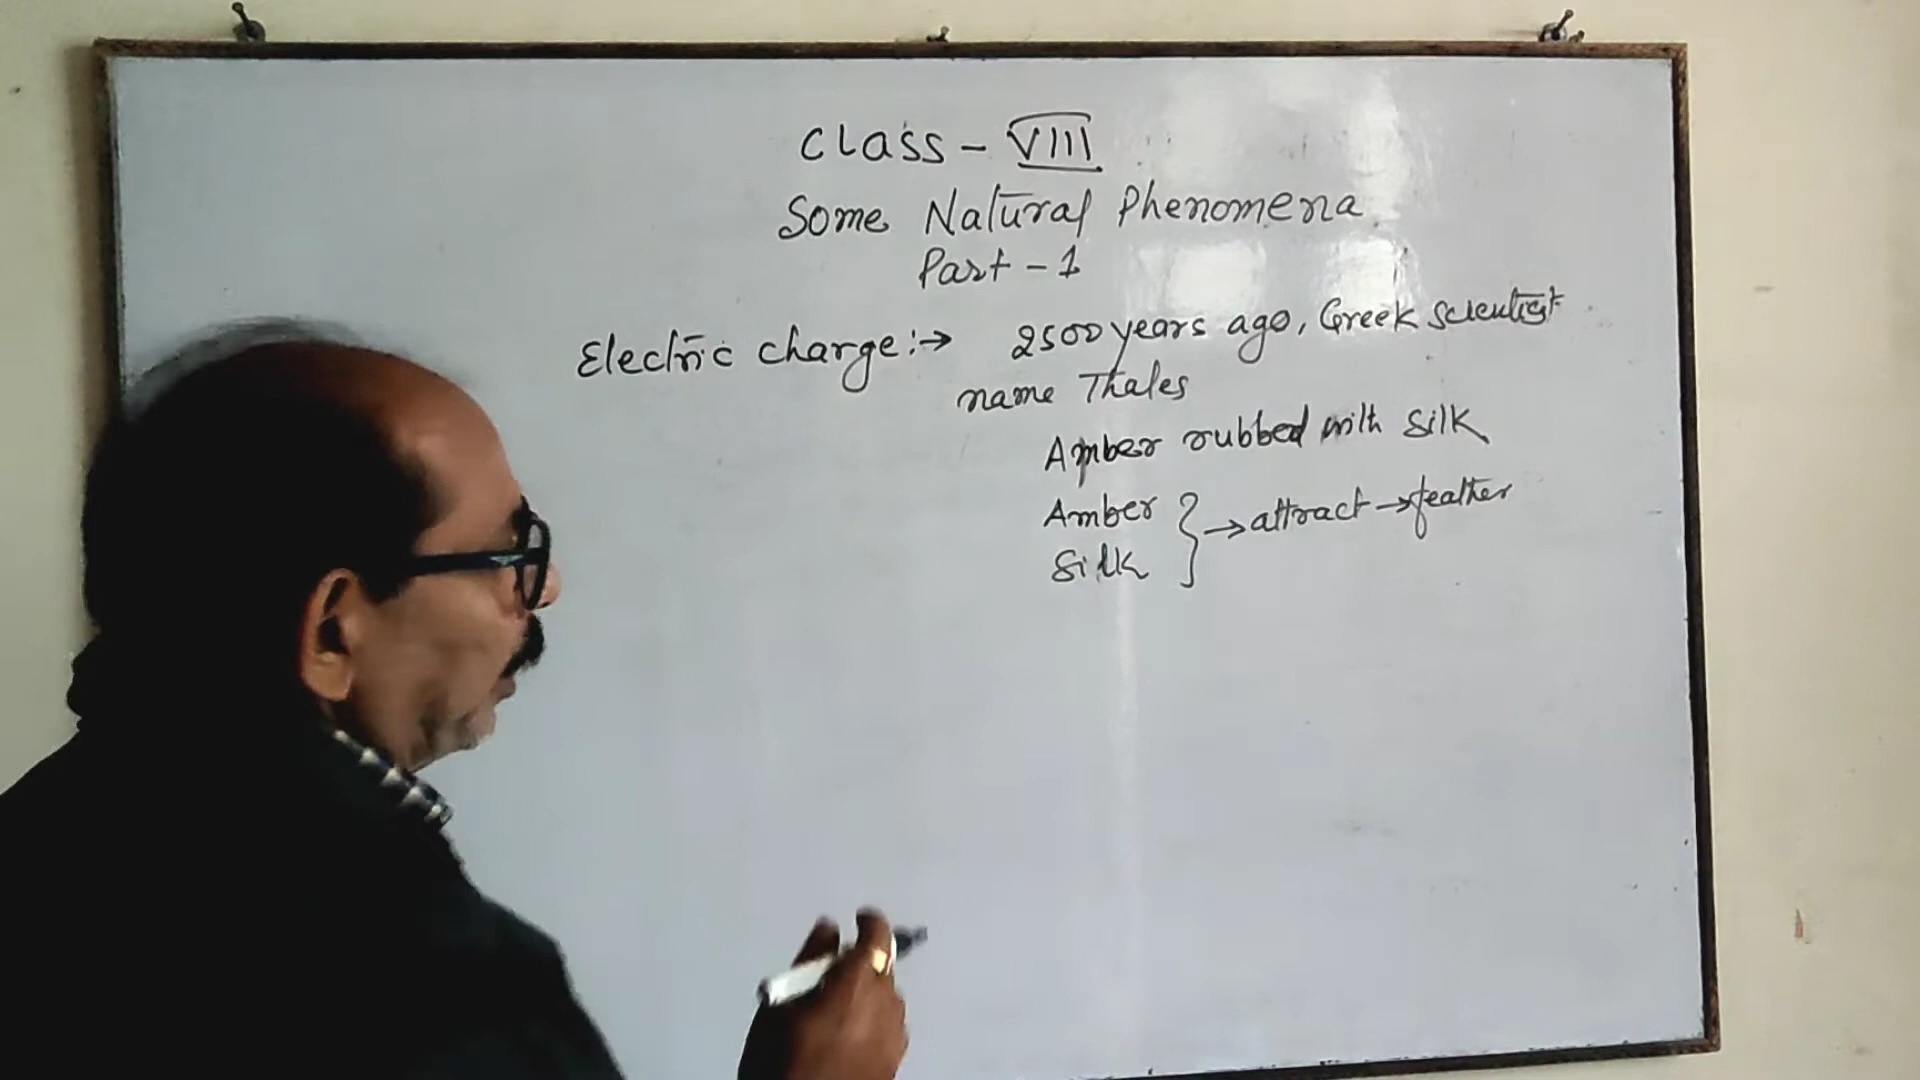 Class - VIII
Some Natural Phenomena
Part - 1
Electric charge :→ 2500 years ago, Greek scientist
name Thales
Amber rubbed with silk
Amber } → attract → feather
Silk